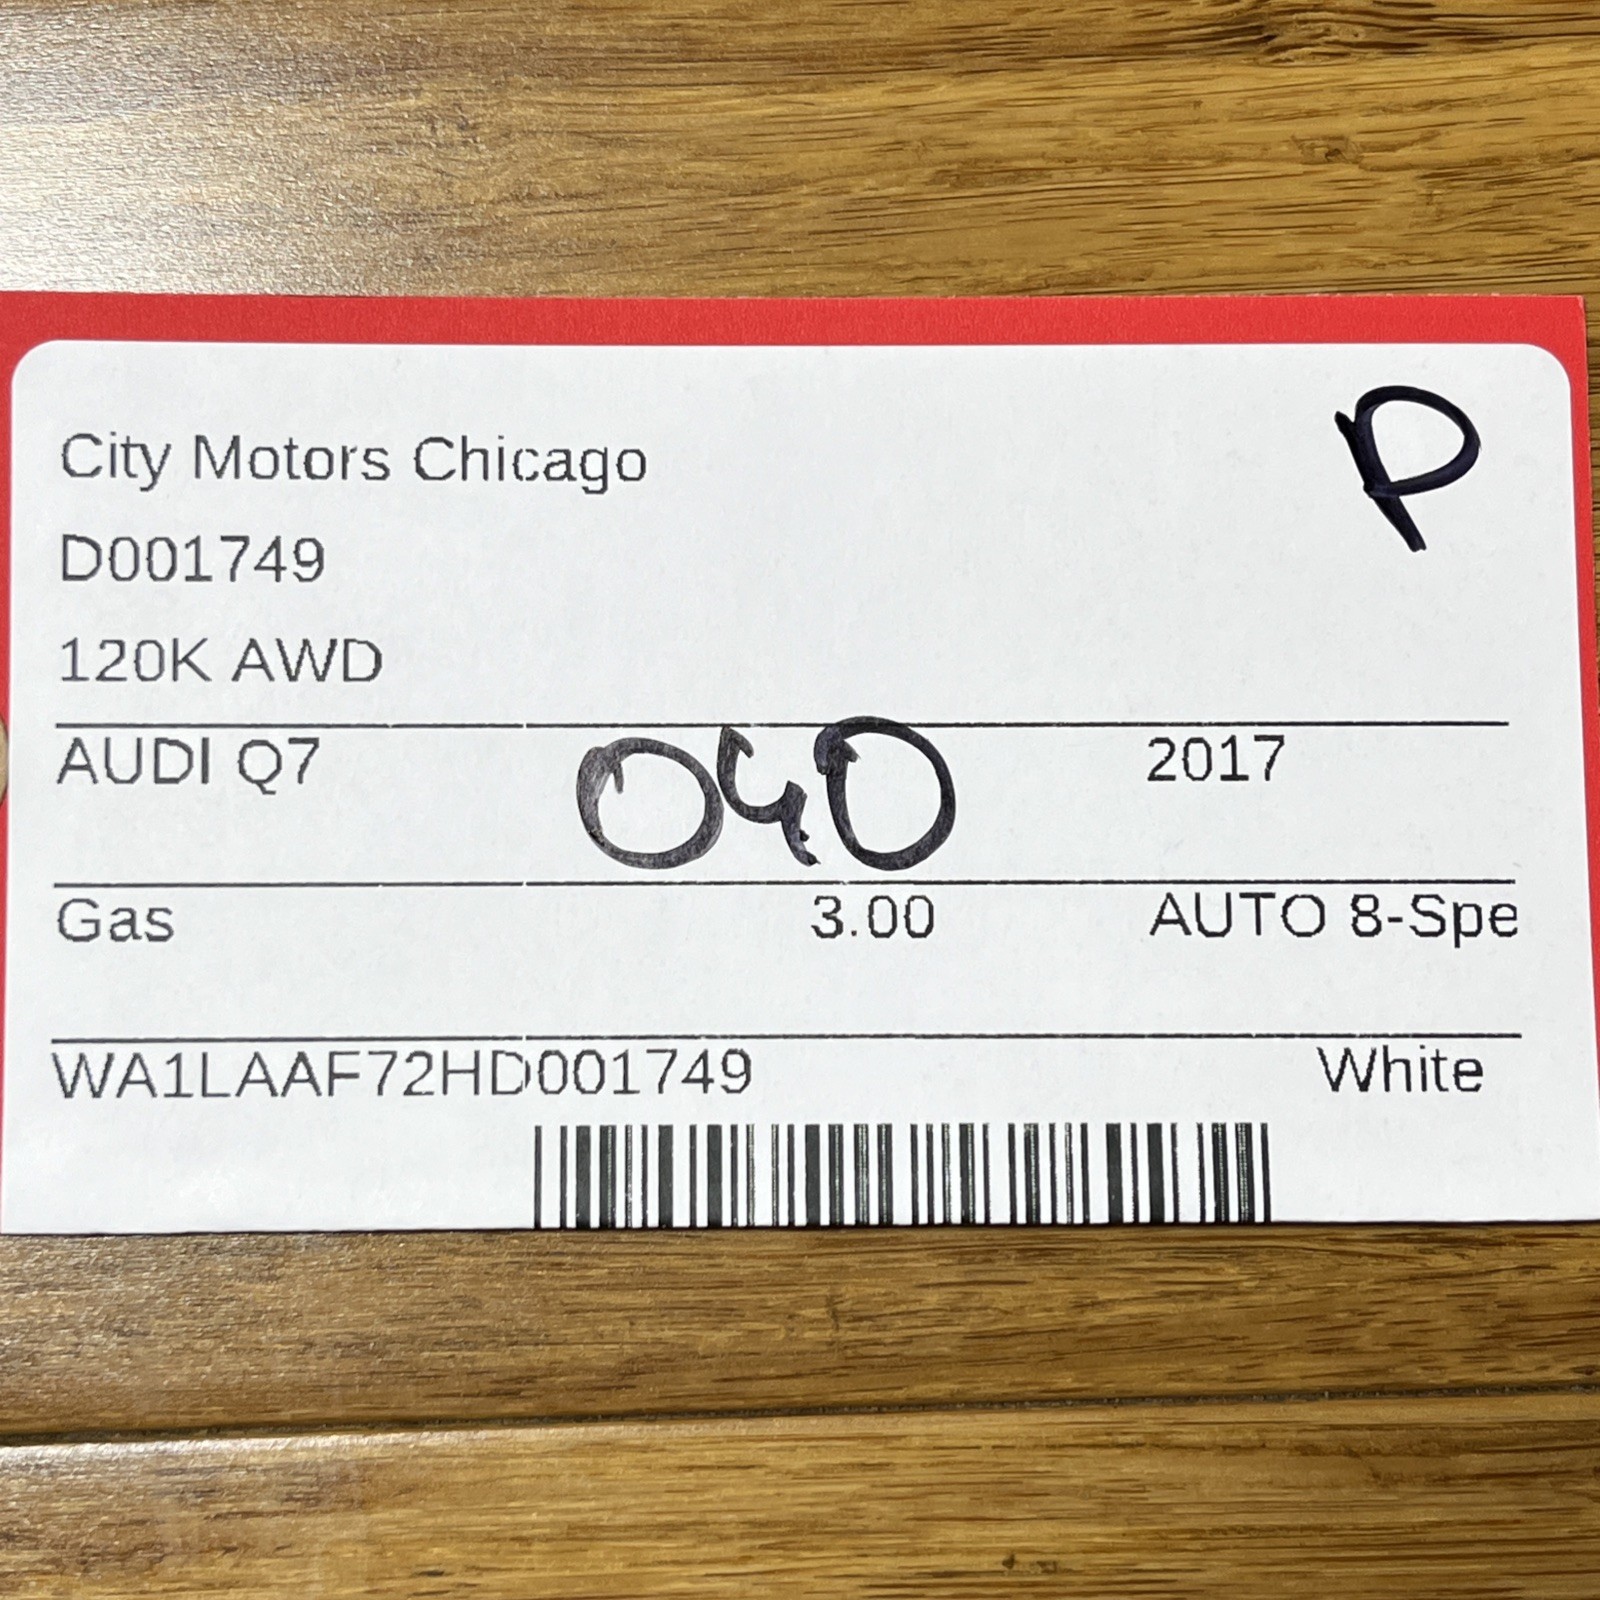 City Motors Chicago
P
D001749
120K AWD
AUDI Q7 040 2017
Gas 3.00 AUTO 8-Spe
WA1LAAF72HD001749 White